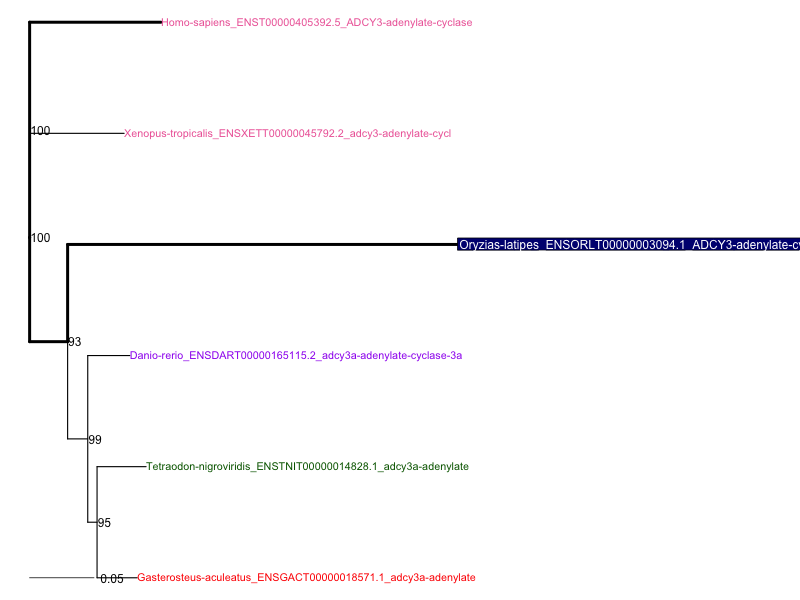 Homo-sapiens_ENST00000405392.5_ADCY3-adenylate-cyclase
100
Xenopus-tropicalis_ENSXETT00000045792.2_adcy3-adenylate-cycl
100
Oryzias-latipes_ENSORLT00000003094.1_ADCY3-adenylate-cy
93
Danio-rerio_ENSDART00000165115.2_adcy3a-adenylate-cyclase-3a
99
Tetraodon-nigroviridis_ENSTNIT00000014828.1_adcy3a-adenylate
95
0.05
Gasterosteus-aculeatus_ENSGACT00000018571.1_adcy3a-adenylate